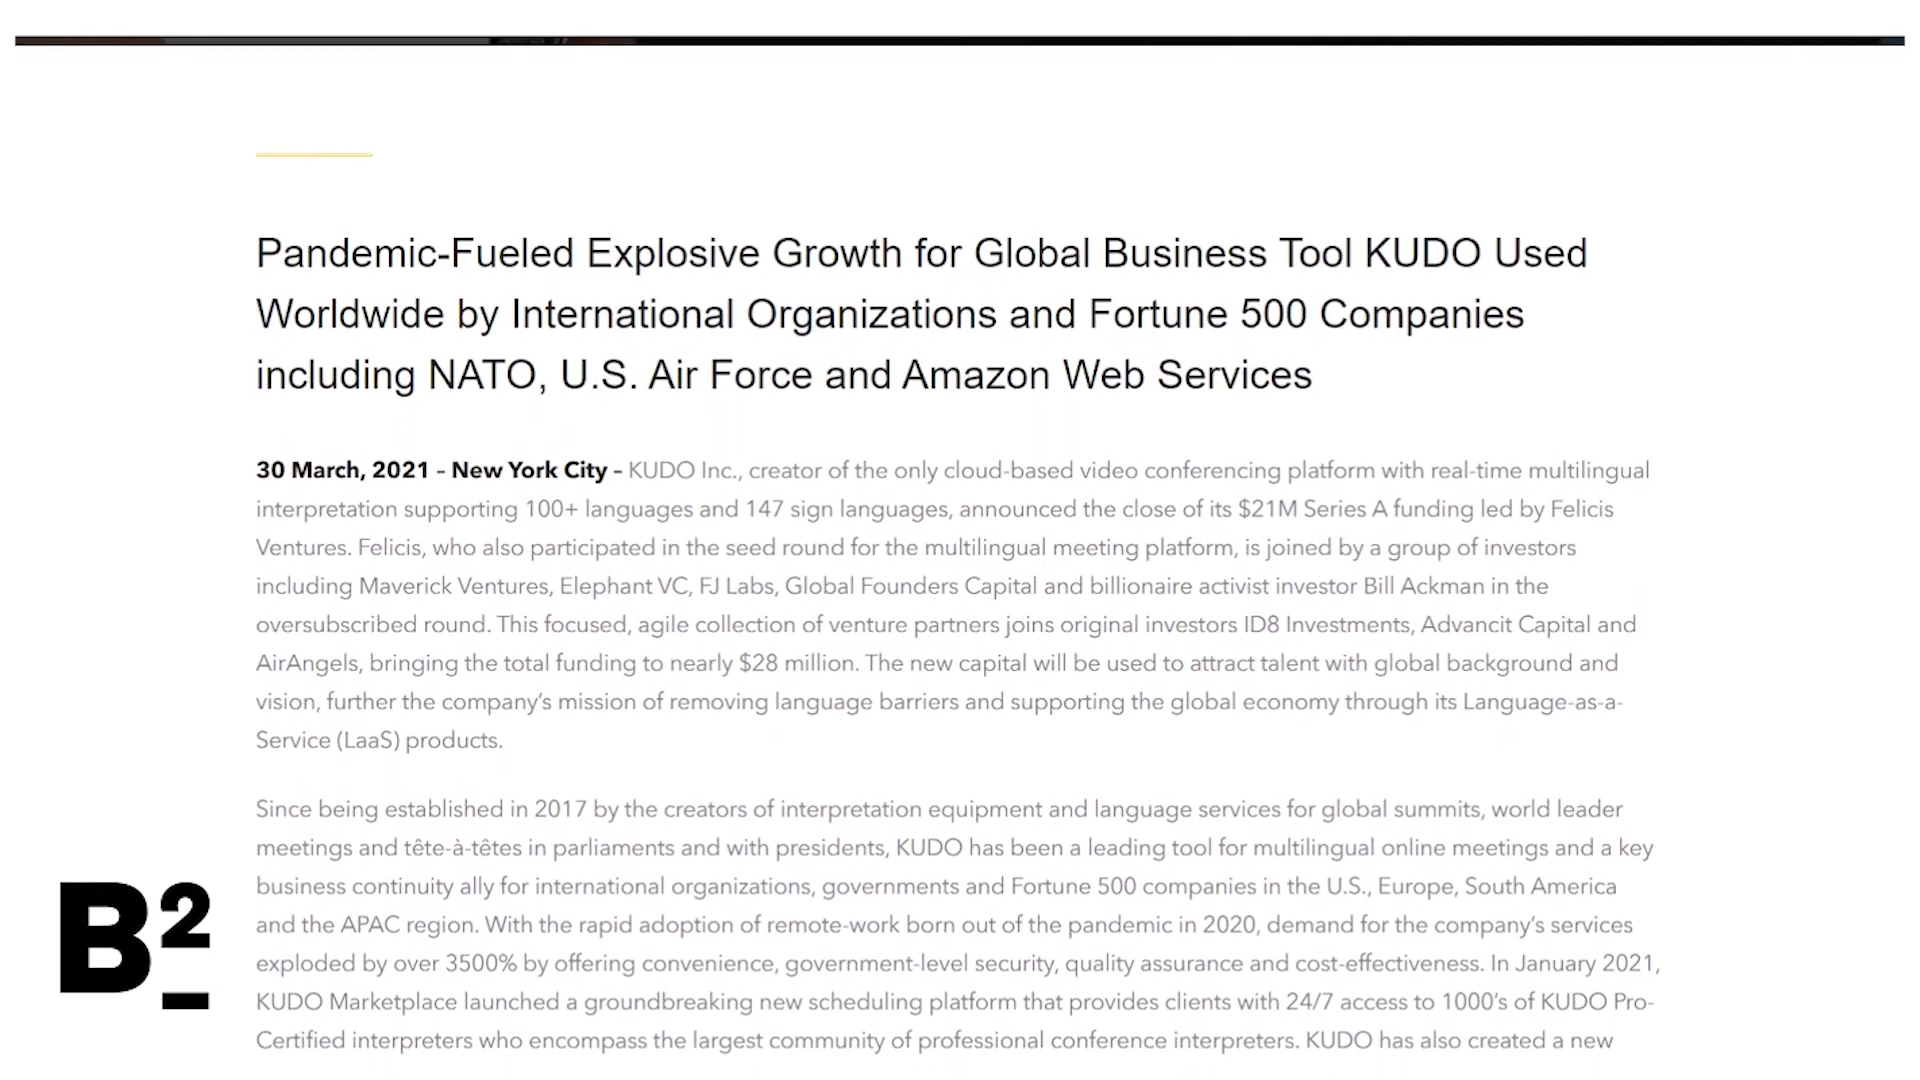 Pandemic-Fueled Explosive Growth for Global Business Tool KUDO Used
Worldwide by International Organizations and Fortune 500 Companies
including NATO, U.S. Air Force and Amazon Web Services
30 March, 2021 – New York City – KUDO Inc., creator of the only cloud-based video conferencing platform with real-time multilingual
interpretation supporting 100+ languages and 147 sign languages, announced the close of its $21M Series A funding led by Felicis
Ventures. Felicis, who also participated in the seed round for the multilingual meeting platform, is joined by a group of investors
including Maverick Ventures, Elephant VC, FJ Labs, Global Founders Capital and billionaire activist investor Bill Ackman in the
oversubscribed round. This focused, agile collection of venture partners joins original investors ID8 Investments, Advancit Capital and
AirAngels, bringing the total funding to nearly $28 million. The new capital will be used to attract talent with global background and
vision, further the company's mission of removing language barriers and supporting the global economy through its Language-as-a-
Service (LaaS) products.
Since being established in 2017 by the creators of interpretation equipment and language services for global summits, world leader
meetings and tête-à-têtes in parliaments and with presidents, KUDO has been a leading tool for multilingual online meetings and a key
business continuity ally for international organizations, governments and Fortune 500 companies in the U.S., Europe, South America
and the APAC region. With the rapid adoption of remote-work born out of the pandemic in 2020, demand for the company's services
exploded by over 3500% by offering convenience, government-level security, quality assurance and cost-effectiveness. In January 2021,
KUDO Marketplace launched a groundbreaking new scheduling platform that provides clients with 24/7 access to 1000's of KUDO Pro-
Certified interpreters who encompass the largest community of professional conference interpreters. KUDO has also created a new
B2